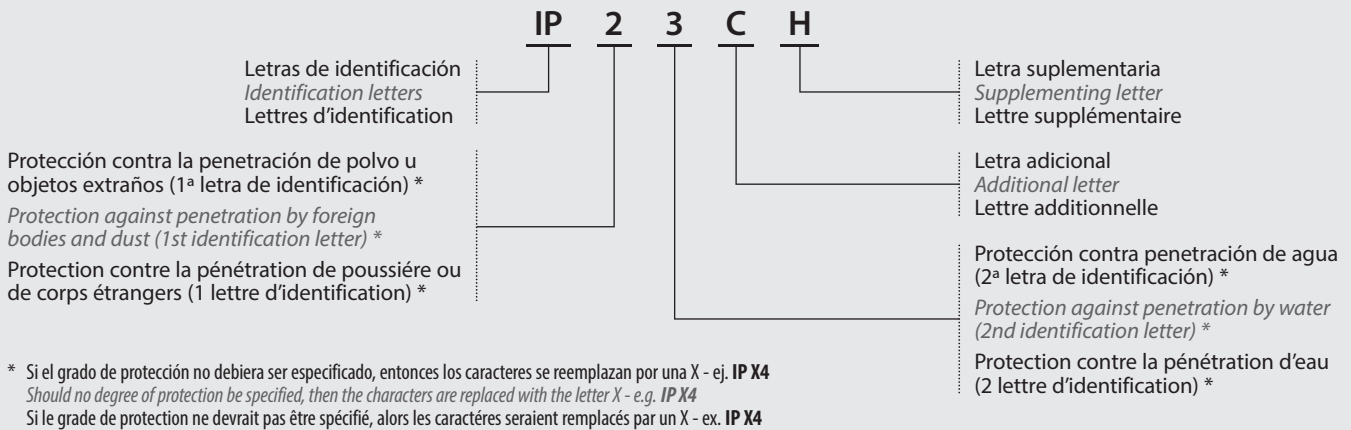 IP 2 3 C H
Letras de identificación
Identification letters
Lettres d'identification
Protección contra la penetración de polvo u
objetos extraños (1ª letra de identificación) *
Protection against penetration by foreign
bodies and dust (1st identification letter) *
Protection contre la pénétration de poussiére ou
de corps étrangers (1 lettre d'identification) *
Letra suplementaria
Supplementing letter
Lettre supplémentaire
Letra adicional
Additional letter
Lettre additionnelle
Protección contra penetración de agua
(2ª letra de identificación) *
Protection against penetration by water
(2nd identification letter) *
Protection contre la pénétration d'eau
(2 lettre d'identification) *
* Si el grado de protección no debiera ser especificado, entonces los caracteres se reemplazan por una X - ej. IP X4
Should no degree of protection be specified, then the characters are replaced with the letter X - e.g. IP X4
Si le grade de protection ne devrait pas être spécifié, alors les caractéres seraient remplacés par un X - ex. IP X4